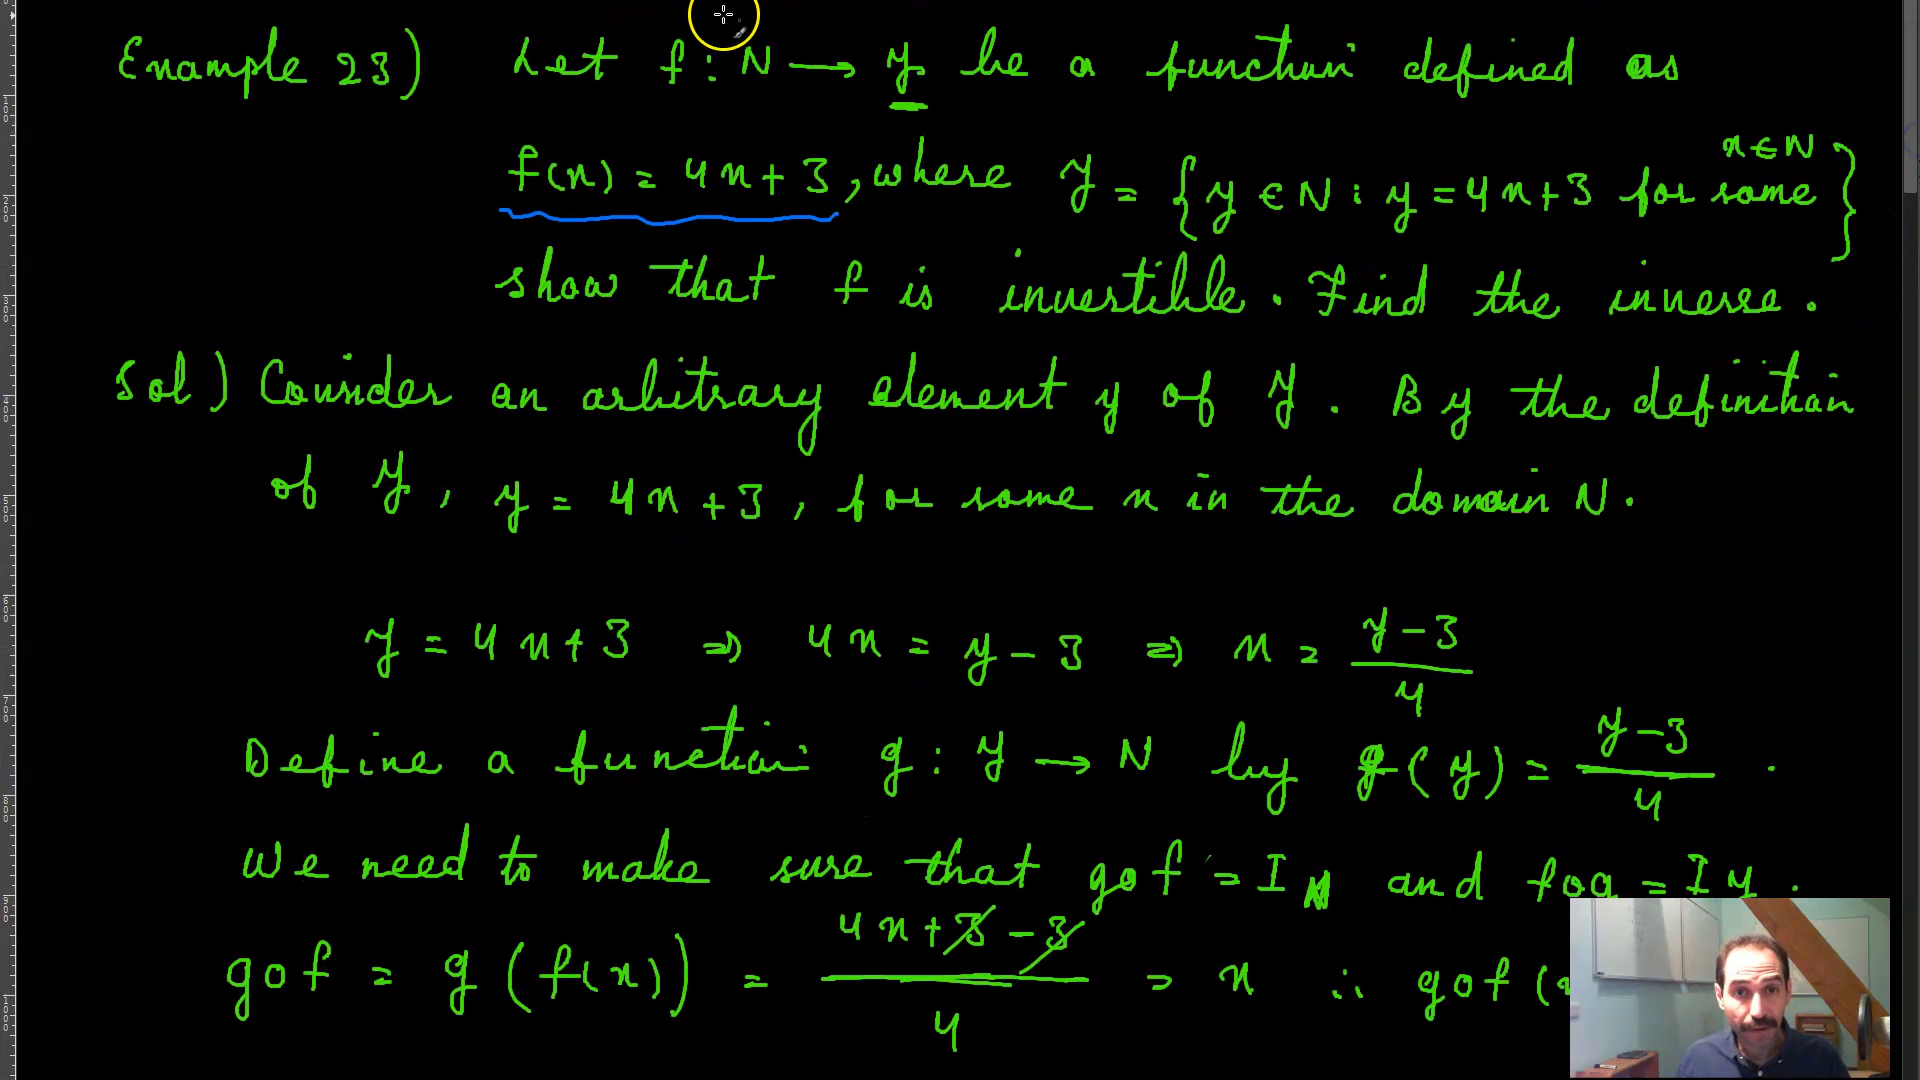 Example 23) Let f : N → Y be a function defined as
f(x) = 4x+3, where Y = {y ∈ N : y = 4x+3 for some x ∈ N}
show that f is invertible. Find the inverse.
Sol) Consider an arbitrary element y of Y. By the definition
of Y, y = 4x+3, for some x in the domain N.
y = 4x+3 ⇒ 4x = y-3 ⇒ x = (y-3)/4
Define a function g : Y → N by g(y) = (y-3)/4 .
We need to make sure that gof = I_N and fog = I_Y.
gof = g(f(x)) = (4x+3-3)/4 = x ∴ gof (